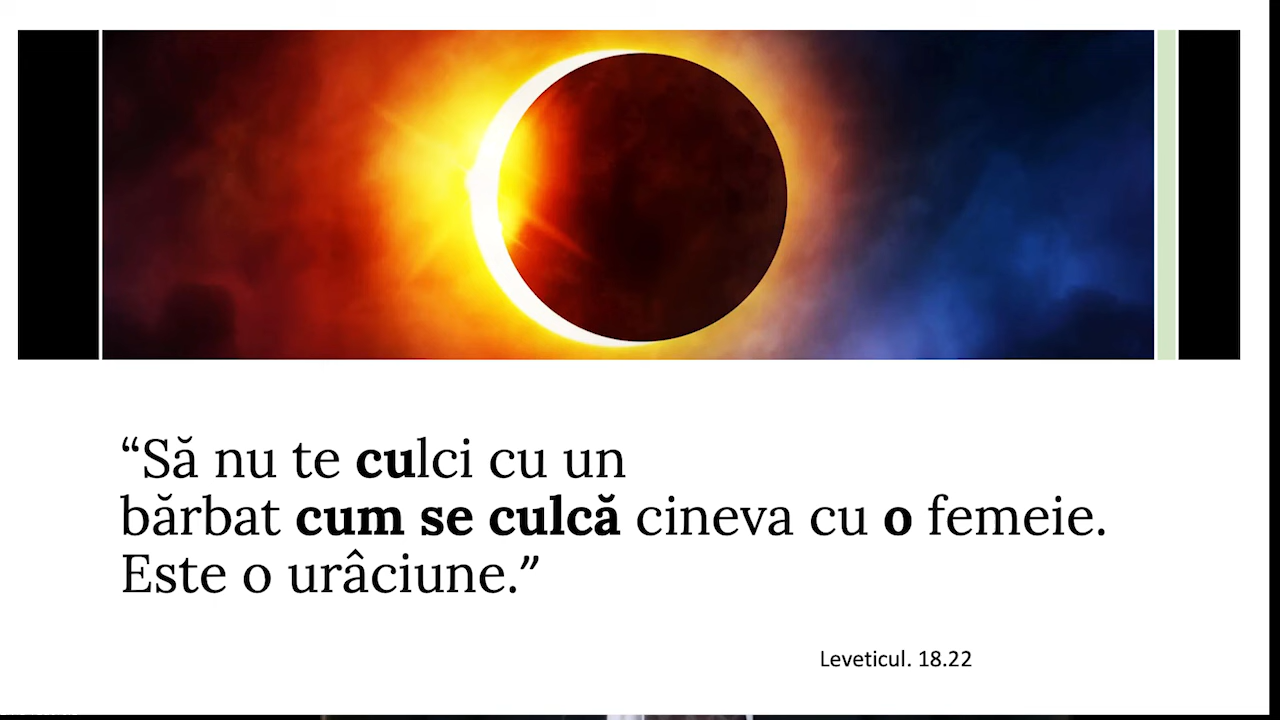 “Să nu te culci cu un
bărbat cum se culcă cineva cu o femeie.
Este o urâciune.”
Leveticul. 18.22